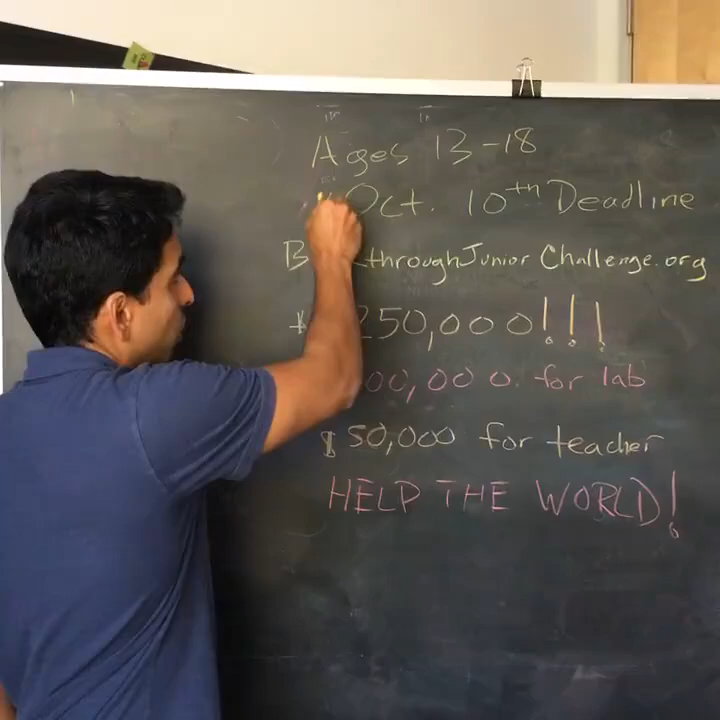 Ages 13-18
Oct. 10th Deadline
throughJunior Challenge.org
250,000!!!
00,000. for lab
$50,000 for teacher
HELP THE WORLD!